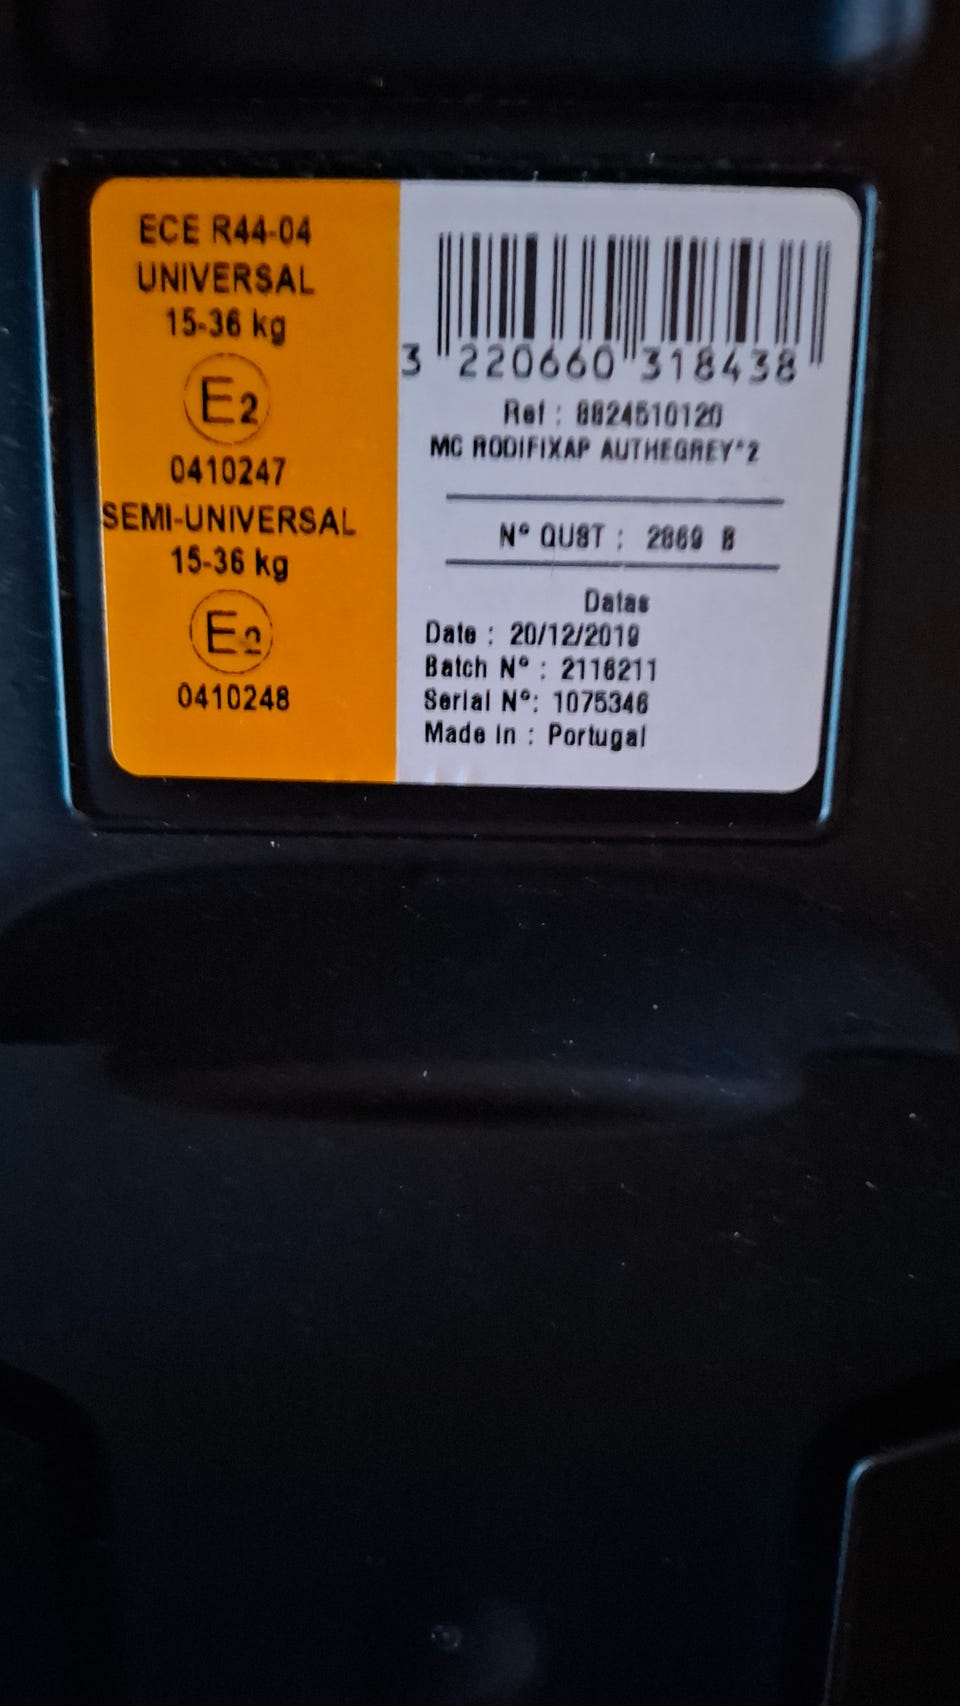 ECE R44-04
UNIVERSAL
15-36 kg
E2
0410247
SEMI-UNIVERSAL
15-36 kg
E2
0410248
3 220660 318438
Ref : 8824510120
MC RODIFIXAP AUTHEGREY*2
N° QUST : 2869 B
Datas
Date : 20/12/2019
Batch N° : 2116211
Serial N°: 1075346
Made in : Portugal